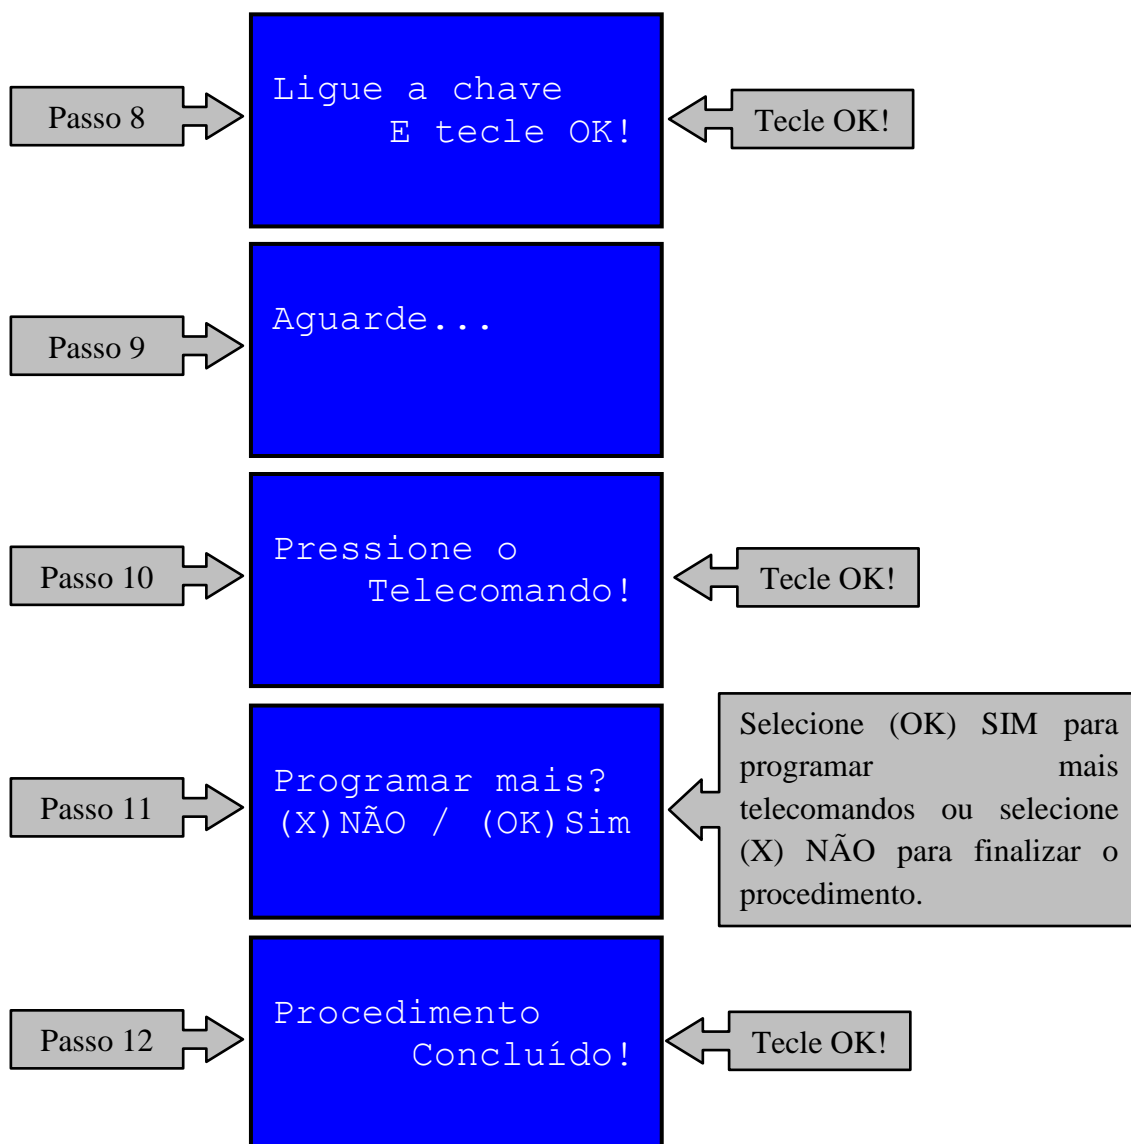 Passo 8
Ligue a chave
E tecle OK!
Tecle OK!
Passo 9
Aguarde...
Passo 10
Pressione o
Telecomando!
Tecle OK!
Passo 11
Programar mais?
(X)NÃO / (OK)Sim
Selecione (OK) SIM para
programar mais
telecomandos ou selecione
(X) NÃO para finalizar o
procedimento.
Passo 12
Procedimento
Concluído!
Tecle OK!